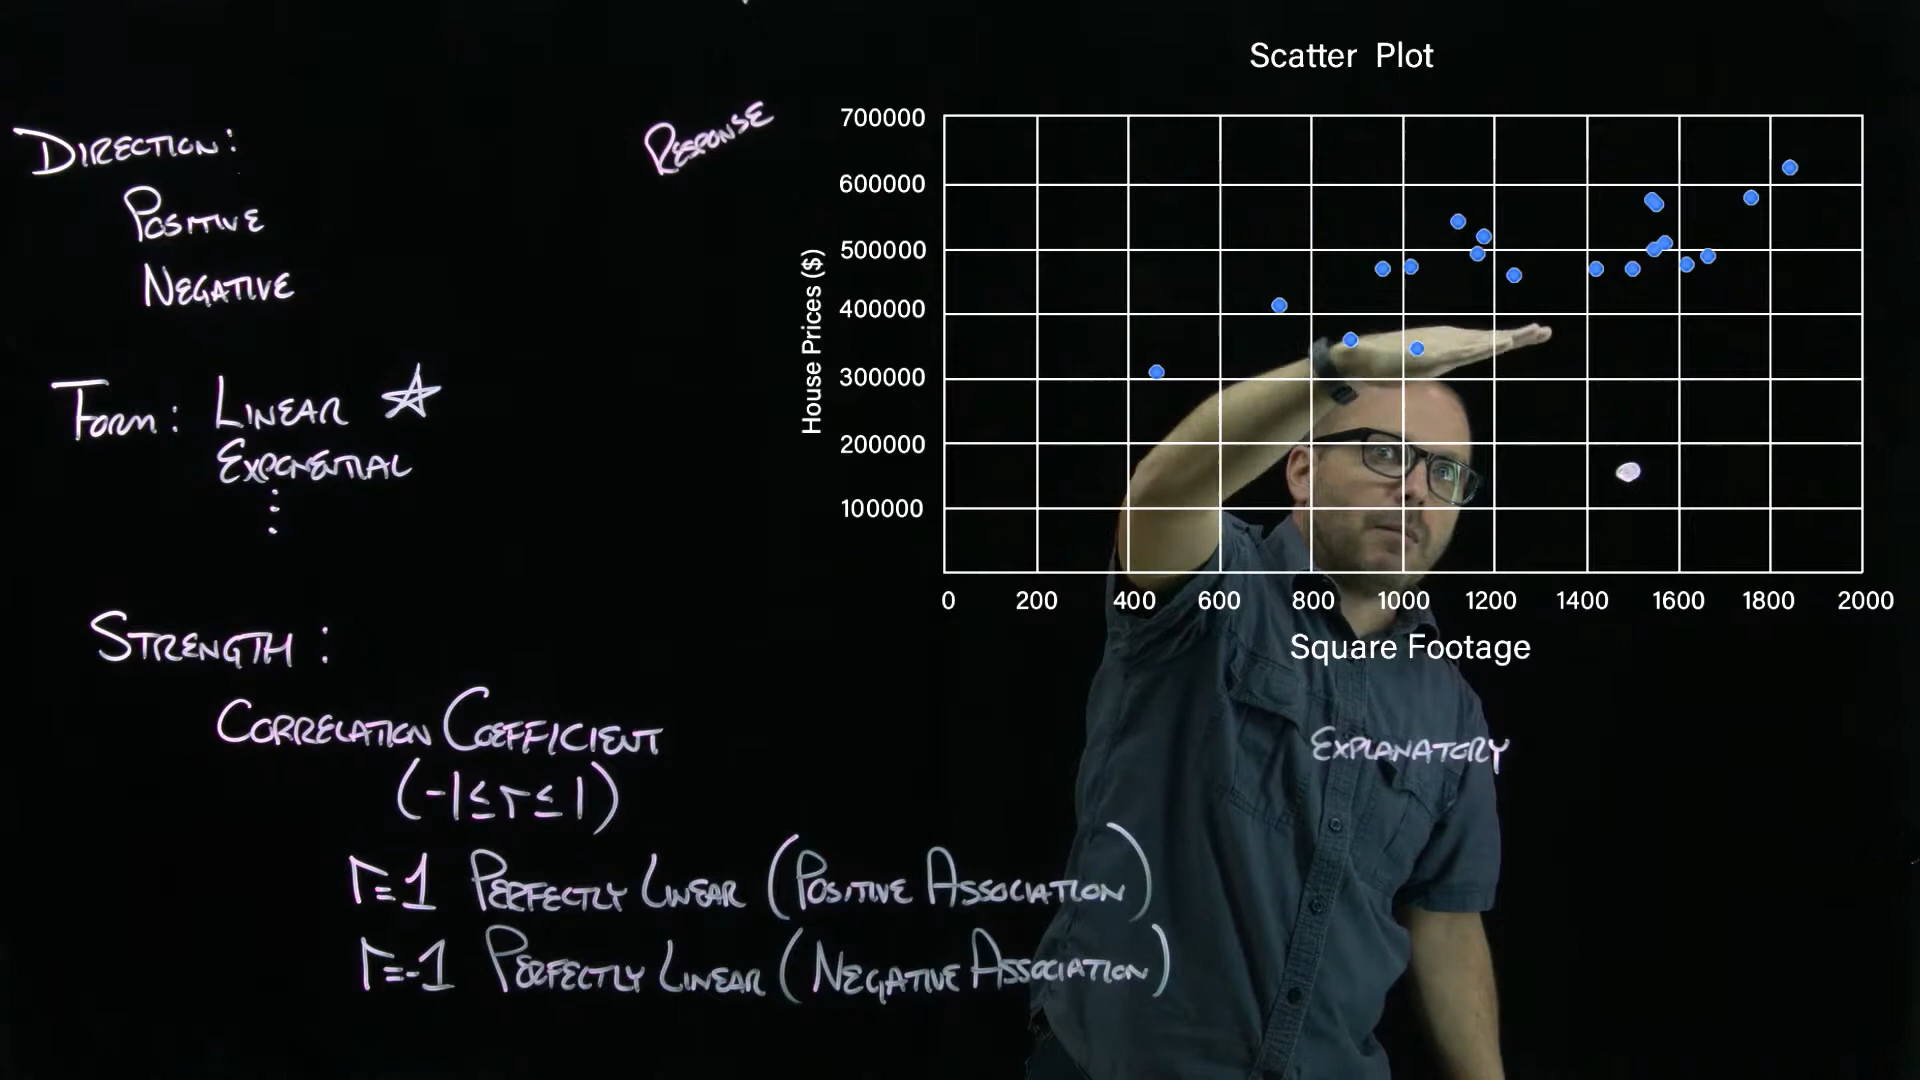 Scatter Plot
DIRECTION:
POSITIVE
NEGATIVE
FORM: LINEAR
EXPONENTIAL
STRENGTH:
CORRELATION COEFFICIENT
(-1≤r≤1)
r=1 PERFECTLY LINEAR (POSITIVE ASSOCIATION)
r=-1 PERFECTLY LINEAR (NEGATIVE ASSOCIATION)
RESPONSE
House Prices ($)
700000
600000
500000
400000
300000
200000
100000
0 200 400 600 800 1000 1200 1400 1600 1800 2000
Square Footage
EXPLANATORY